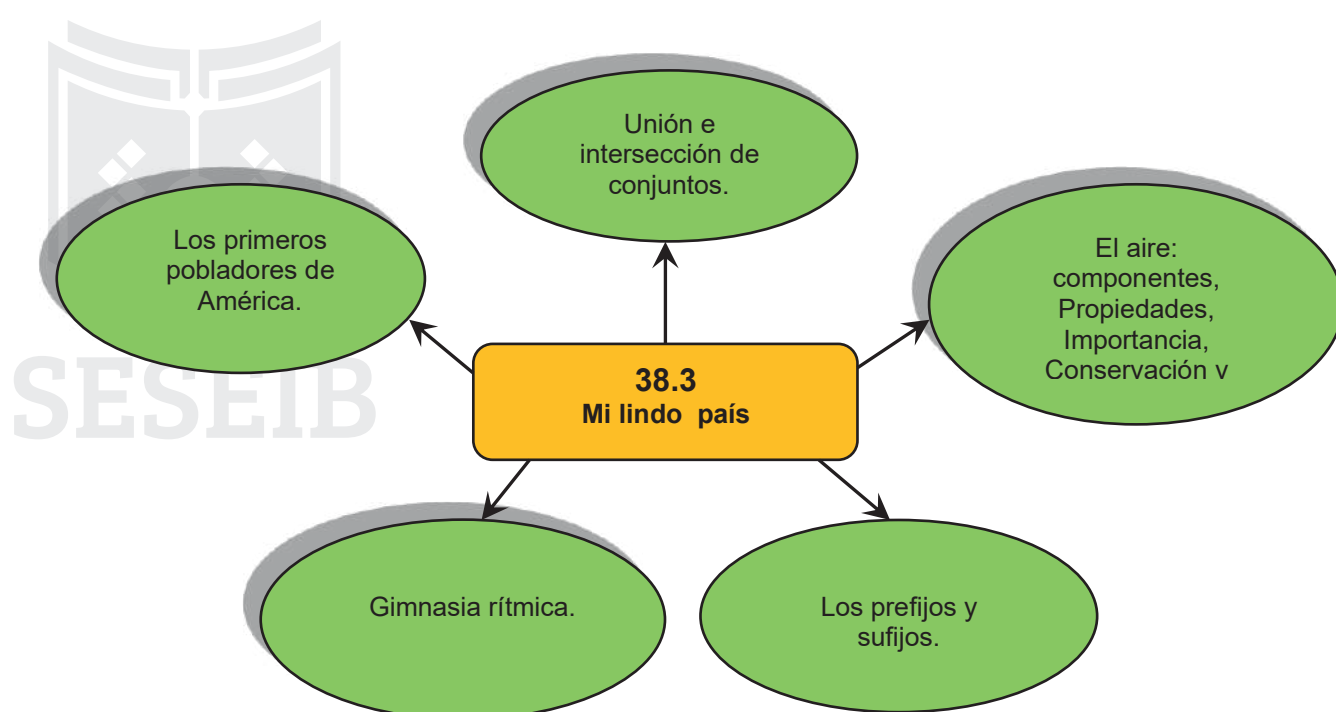 Unión e
intersección de
conjuntos.
Los primeros
pobladores de
América.
El aire:
componentes,
Propiedades,
Importancia,
Conservación v
38.3
Mi lindo país
SESEIB
Gimnasia rítmica.
Los prefijos y
sufijos.